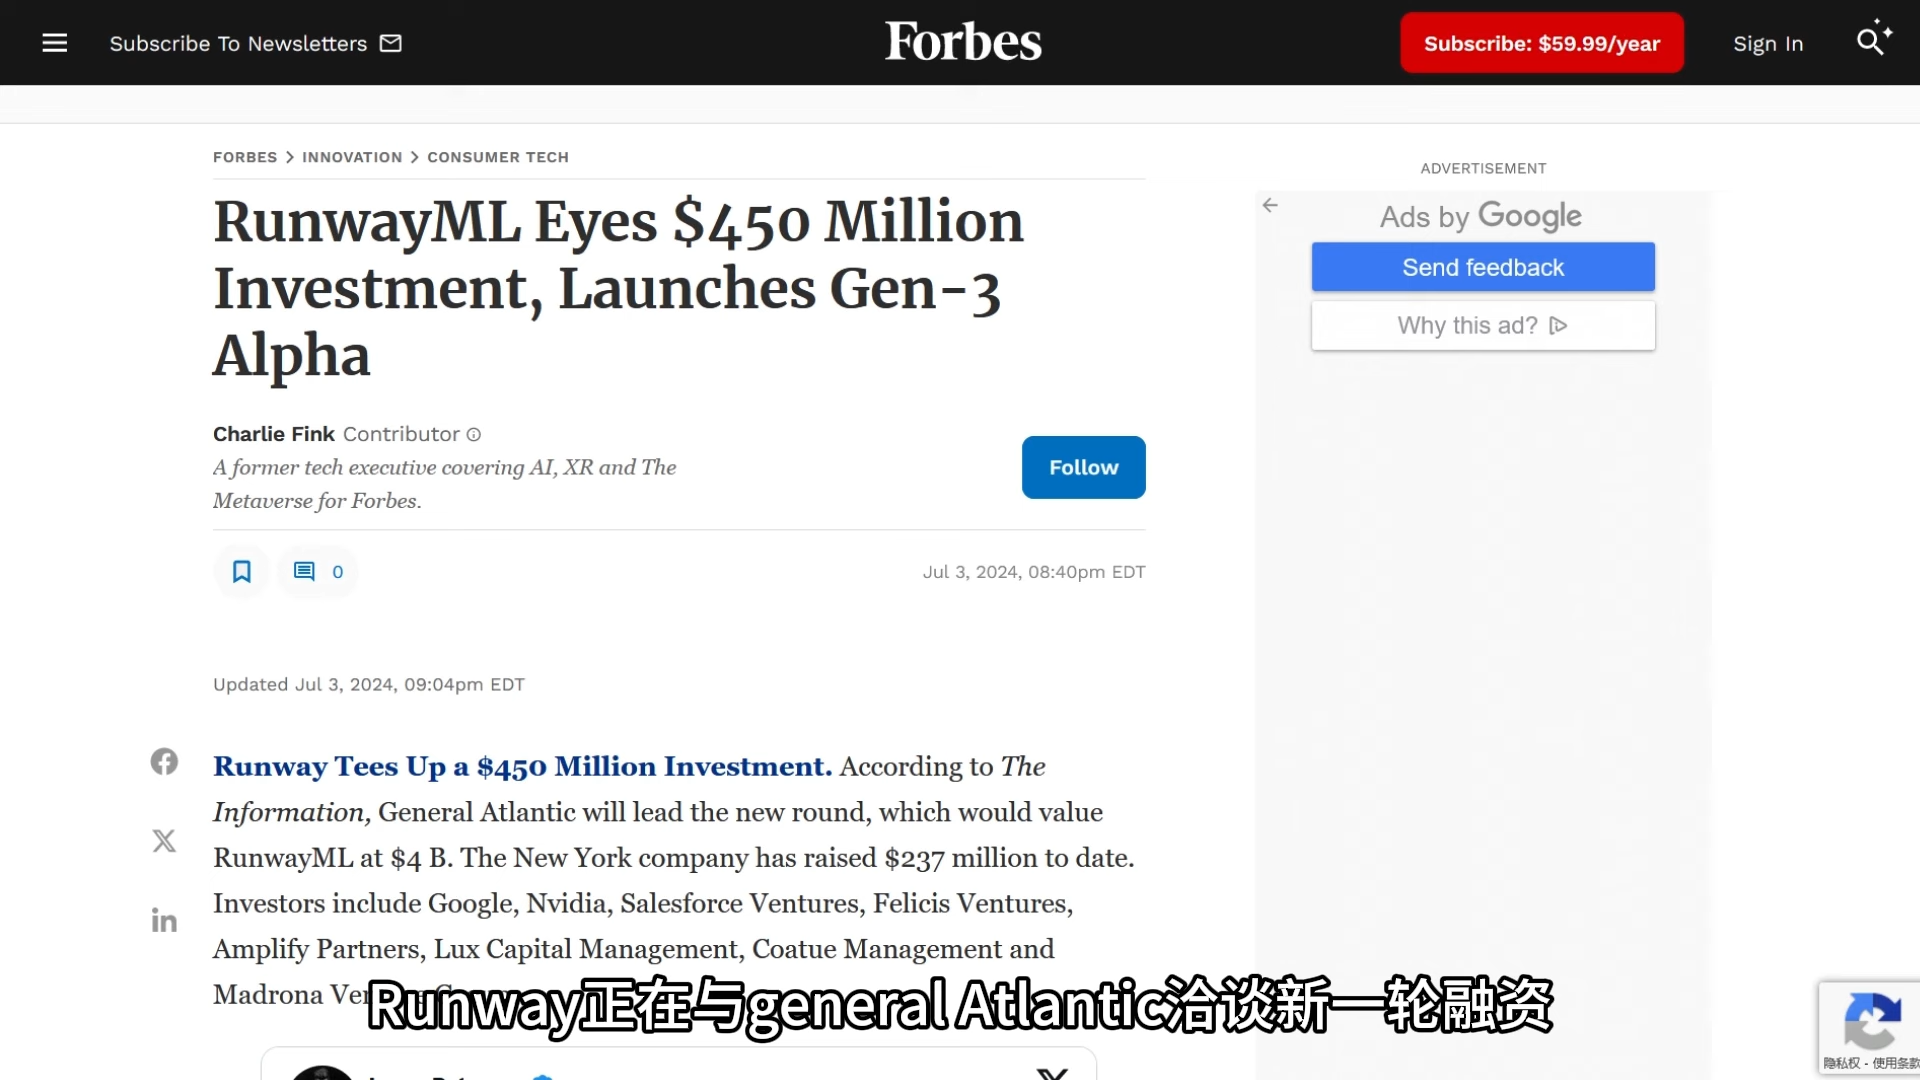 Subscribe To Newsletters
Forbes
Subscribe: $59.99/year
Sign In
FORBES > INNOVATION > CONSUMER TECH
RunwayML Eyes $450 Million
Investment, Launches Gen-3
Alpha
Charlie Fink Contributor
A former tech executive covering AI, XR and The
Metaverse for Forbes.
Follow
0
Jul 3, 2024, 08:40pm EDT
Updated Jul 3, 2024, 09:04pm EDT
Runway Tees Up a $450 Million Investment. According to The
Information, General Atlantic will lead the new round, which would value
RunwayML at $4 B. The New York company has raised $237 million to date.
Investors include Google, Nvidia, Salesforce Ventures, Felicis Ventures,
Amplify Partners, Lux Capital Management, Coatue Management and
Madrona
Runway正在与general Atlantic洽谈新一轮融资
ADVERTISEMENT
Ads by Google
Send feedback
Why this ad?
隐私权 - 使用条款